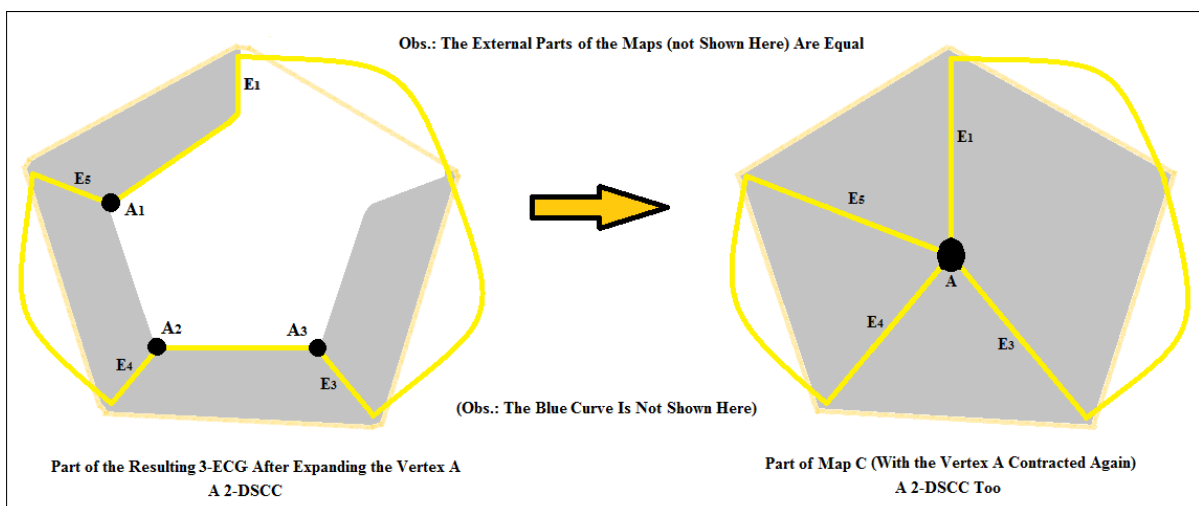 Obs.: The External Parts of the Maps (not Shown Here) Are Equal
E1
E5
A1
A2
A3
E4
E3
E1
E5
A
E4
E3
(Obs.: The Blue Curve Is Not Shown Here)
Part of the Resulting 3-ECG After Expanding the Vertex A
A 2-DSCC
Part of Map C (With the Vertex A Contracted Again)
A 2-DSCC Too